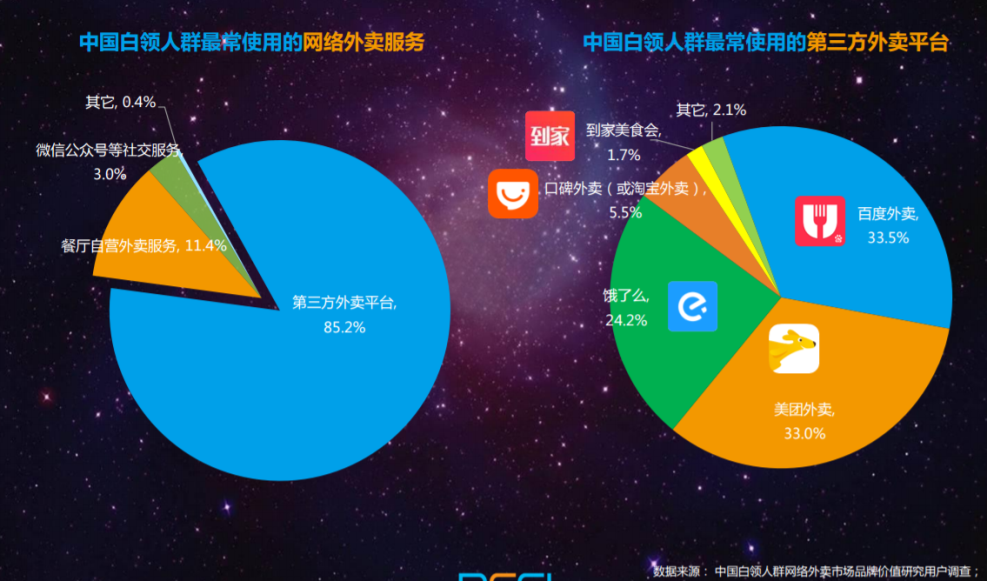 中国白领人群最常使用的网络外卖服务
其它, 0.4%
微信公众号等社交服务,
3.0%
餐厅自营外卖服务, 11.4%
第三方外卖平台,
85.2%
中国白领人群最常使用的第三方外卖平台
其它, 2.1%
到家
到家美食会,
1.7%
口碑外卖（或淘宝外卖）,
5.5%
百度外卖,
33.5%
饿了么,
24.2%
美团外卖,
33.0%
数据来源： 中国白领人群网络外卖市场品牌价值研究用户调查；